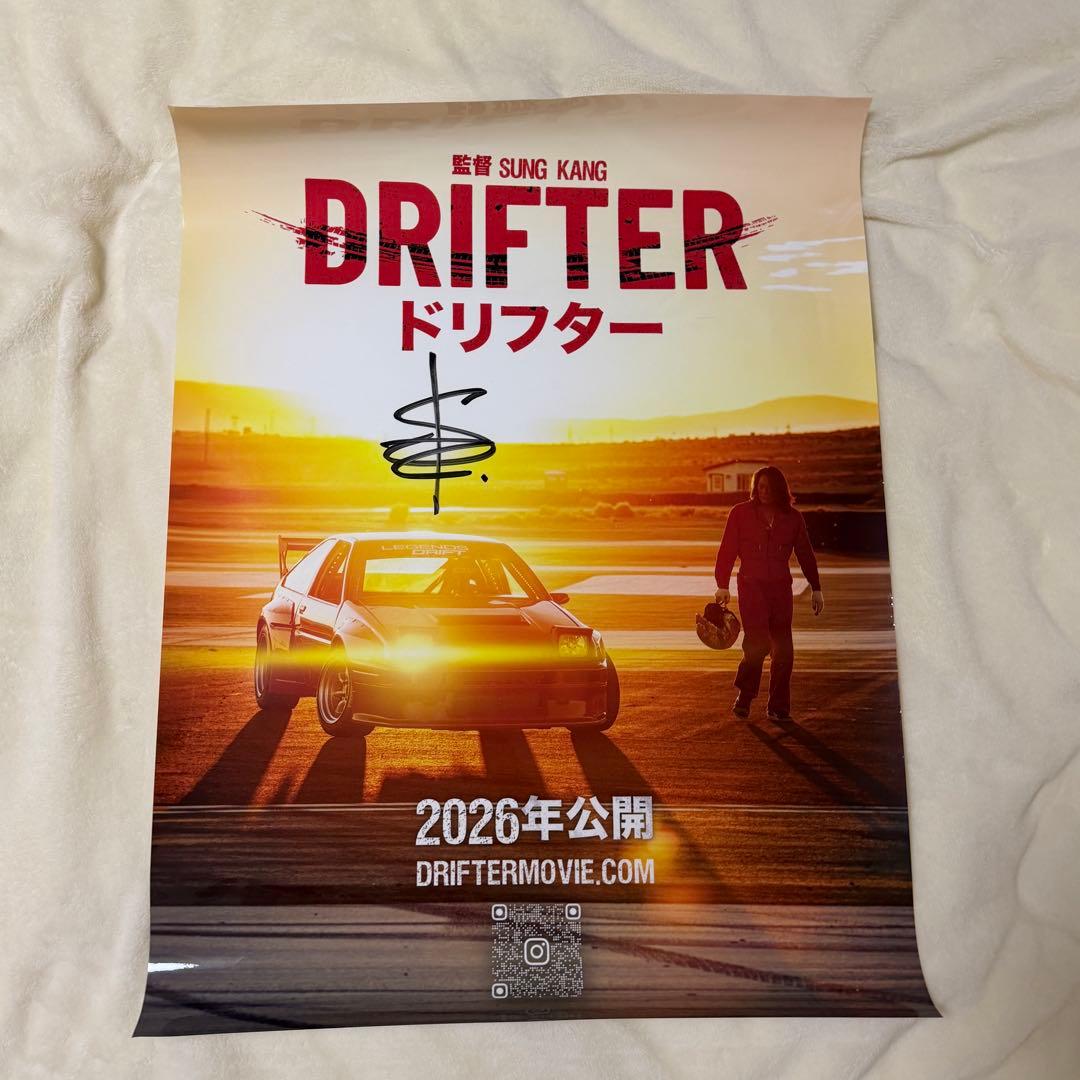 監督 SUNG KANG
DRIFTER
ドリフター
LEGENDS
DRIFT
2026年公開
DRIFTERMOVIE.COM